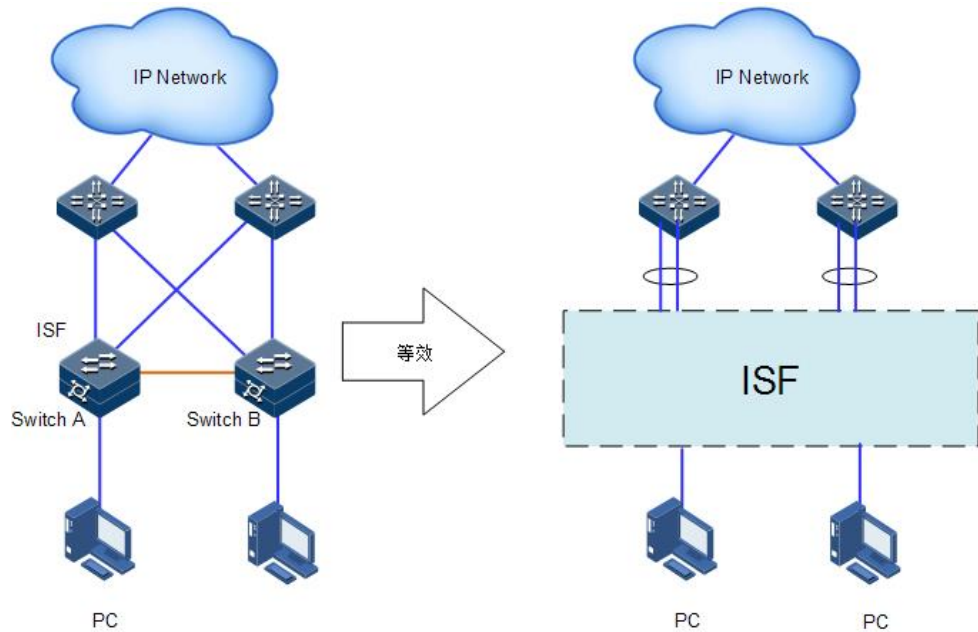 IP Network
IP Network
ISF
等效
ISF
Switch A
Switch B
PC
PC
PC